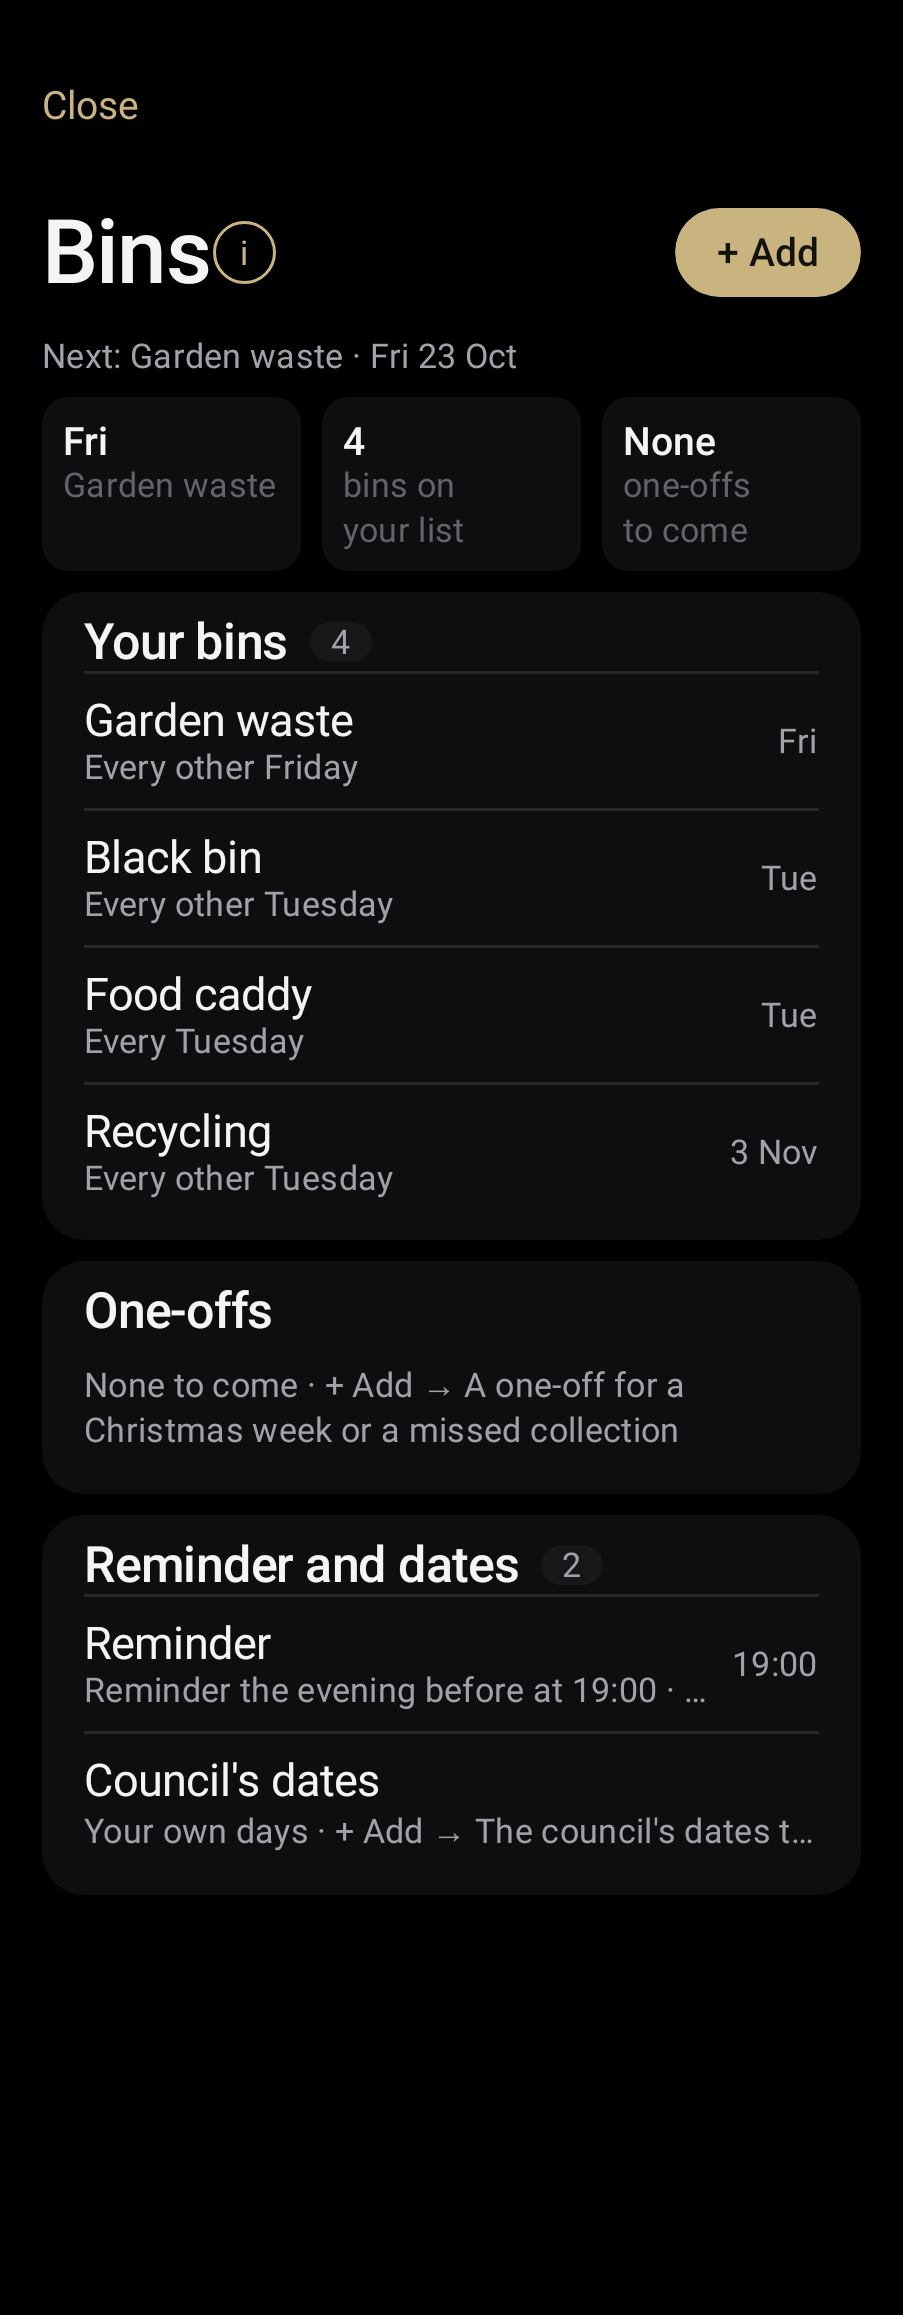 Close
Bins i
+ Add
Next: Garden waste · Fri 23 Oct
Fri
Garden waste
4
bins on
your list
None
one-offs
to come
Your bins 4
Garden waste
Every other Friday
Fri
Black bin
Every other Tuesday
Tue
Food caddy
Every Tuesday
Tue
Recycling
Every other Tuesday
3 Nov
One-offs
None to come · + Add → A one-off for a
Christmas week or a missed collection
Reminder and dates 2
Reminder
Reminder the evening before at 19:00 · …
19:00
Council's dates
Your own days · + Add → The council's dates t…